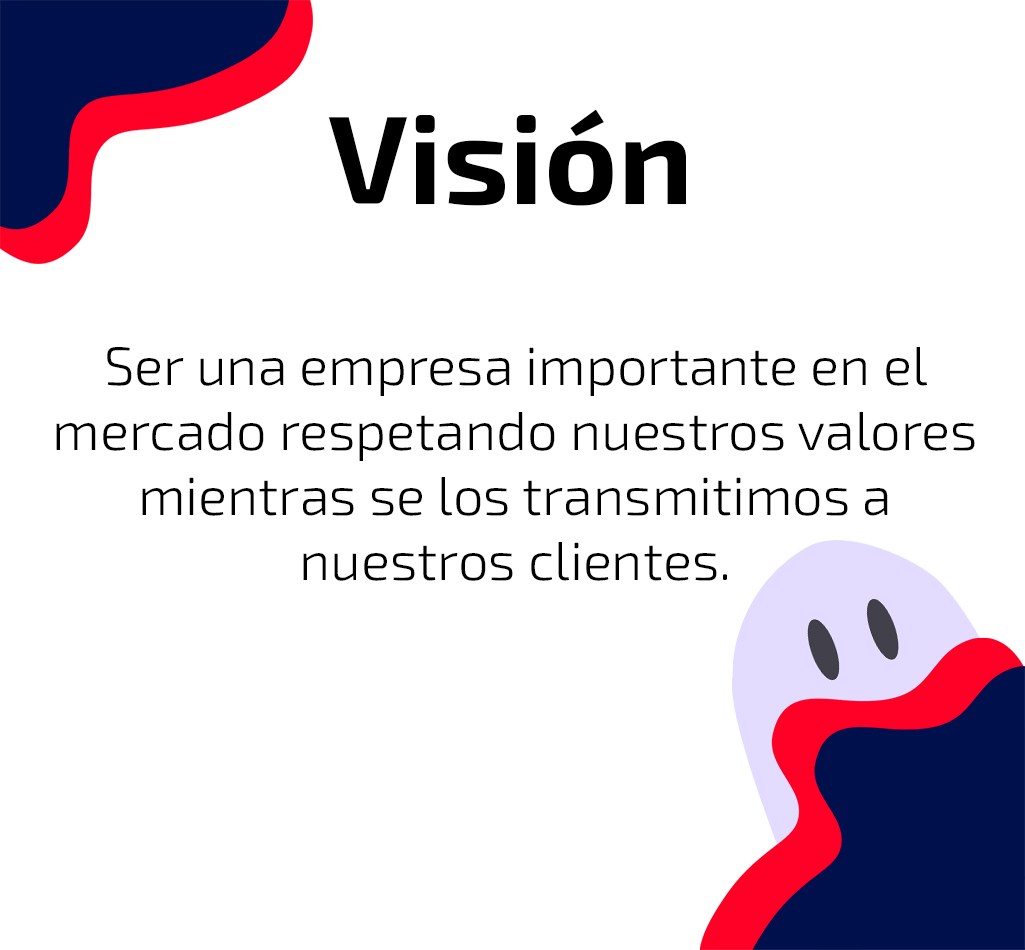 Visión
Ser una empresa importante en el
mercado respetando nuestros valores
mientras se los transmitimos a
nuestros clientes.